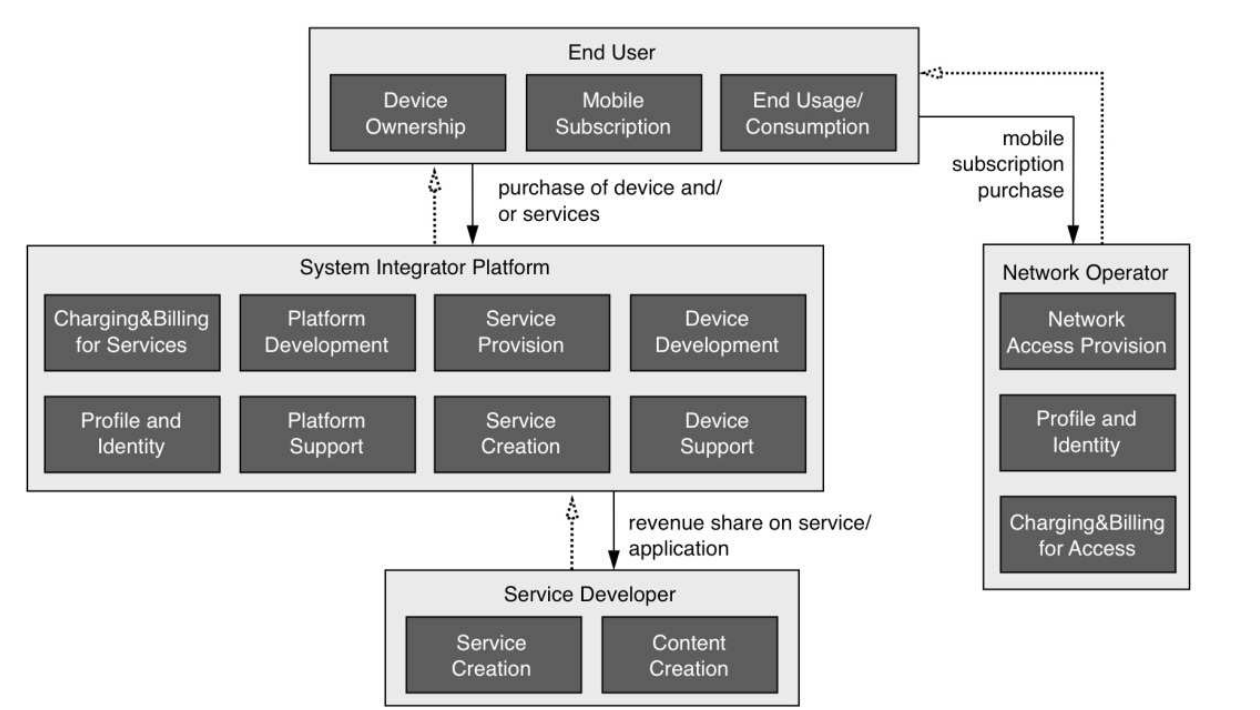 End User
Device
Ownership
Mobile
Subscription
End Usage/
Consumption
mobile
subscription
purchase
purchase of device and/
or services
System Integrator Platform
Charging&Billing
for Services
Platform
Development
Service
Provision
Device
Development
Profile and
Identity
Platform
Support
Service
Creation
Device
Support
Network Operator
Network
Access Provision
Profile and
Identity
Charging&Billing
for Access
revenue share on service/
application
Service Developer
Service
Creation
Content
Creation